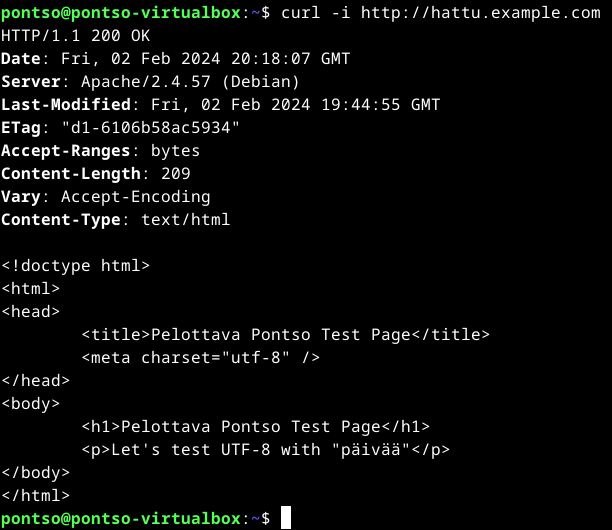 pontso@pontso-virtualbox:~$ curl -i http://hattu.example.com
HTTP/1.1 200 OK
Date: Fri, 02 Feb 2024 20:18:07 GMT
Server: Apache/2.4.57 (Debian)
Last-Modified: Fri, 02 Feb 2024 19:44:55 GMT
ETag: "d1-6106b58ac5934"
Accept-Ranges: bytes
Content-Length: 209
Vary: Accept-Encoding
Content-Type: text/html

<!doctype html>
<html>
<head>
        <title>Pelottava Pontso Test Page</title>
        <meta charset="utf-8" />
</head>
<body>
        <h1>Pelottava Pontso Test Page</h1>
        <p>Let's test UTF-8 with "päivää"</p>
</body>
</html>
pontso@pontso-virtualbox:~$